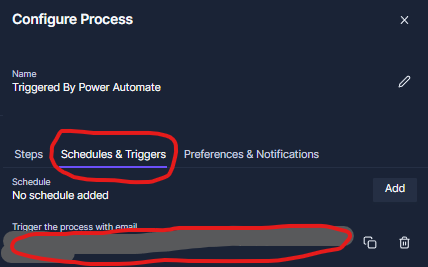 Configure Process
Name
Triggered By Power Automate
Steps Schedules & Triggers Preferences & Notifications
Schedule
No schedule added
Add
Trigger the process with email